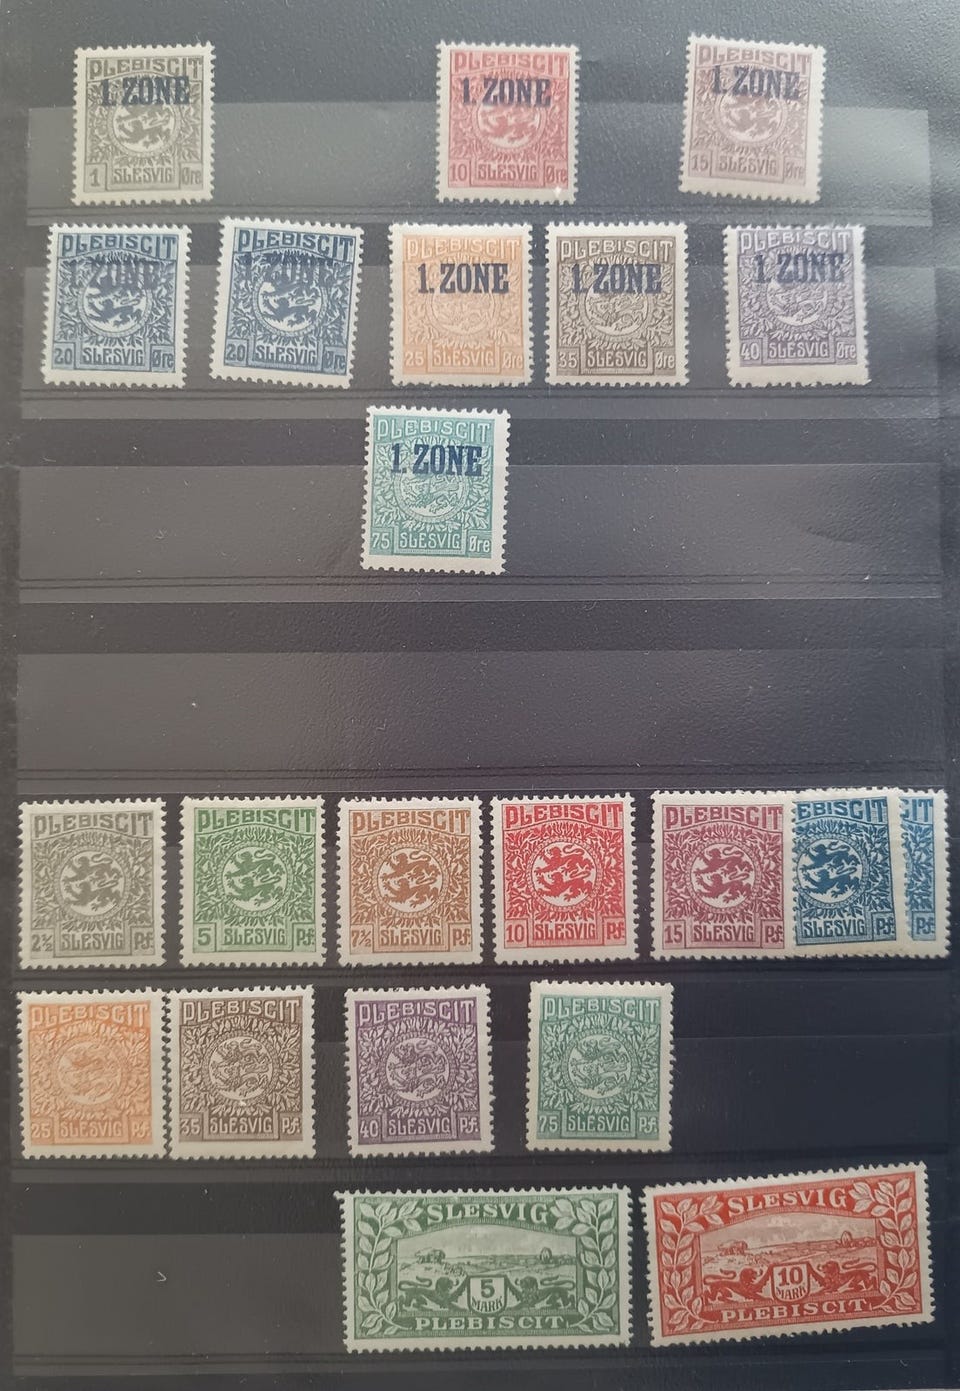 PLEBISCIT
1. ZONE
1 SLESVIG Øre
PLEBISCIT
1. ZONE
10 SLESVIG Øre
PLEBISCIT
1. ZONE
15 SLESVIG Øre
PLEBISCIT
1. ZONE
20 SLESVIG Øre
PLEBISCIT
1. ZONE
20 SLESVIG Øre
PLEBISCIT
1. ZONE
25 SLESVIG Øre
PLEBISCIT
1. ZONE
35 SLESVIG Øre
PLEBISCIT
1. ZONE
40 SLESVIG Øre
PLEBISCIT
1. ZONE
75 SLESVIG Øre
PLEBISCIT
2½ SLESVIG Pf.
PLEBISCIT
5 SLESVIG Pf.
PLEBISCIT
7½ SLESVIG Pf.
PLEBISCIT
10 SLESVIG Pf.
PLEBISCIT
15 SLESVIG Pf.
EBISCIT
SLESVIG Pf.
CIT
Pf.
PLEBISCIT
25 SLESVIG Pf.
PLEBISCIT
35 SLESVIG Pf.
PLEBISCIT
40 SLESVIG Pf.
PLEBISCIT
75 SLESVIG Pf.
SLESVIG
5
MARK
PLEBISCIT
SLESVIG
10
MARK
PLEBISCIT